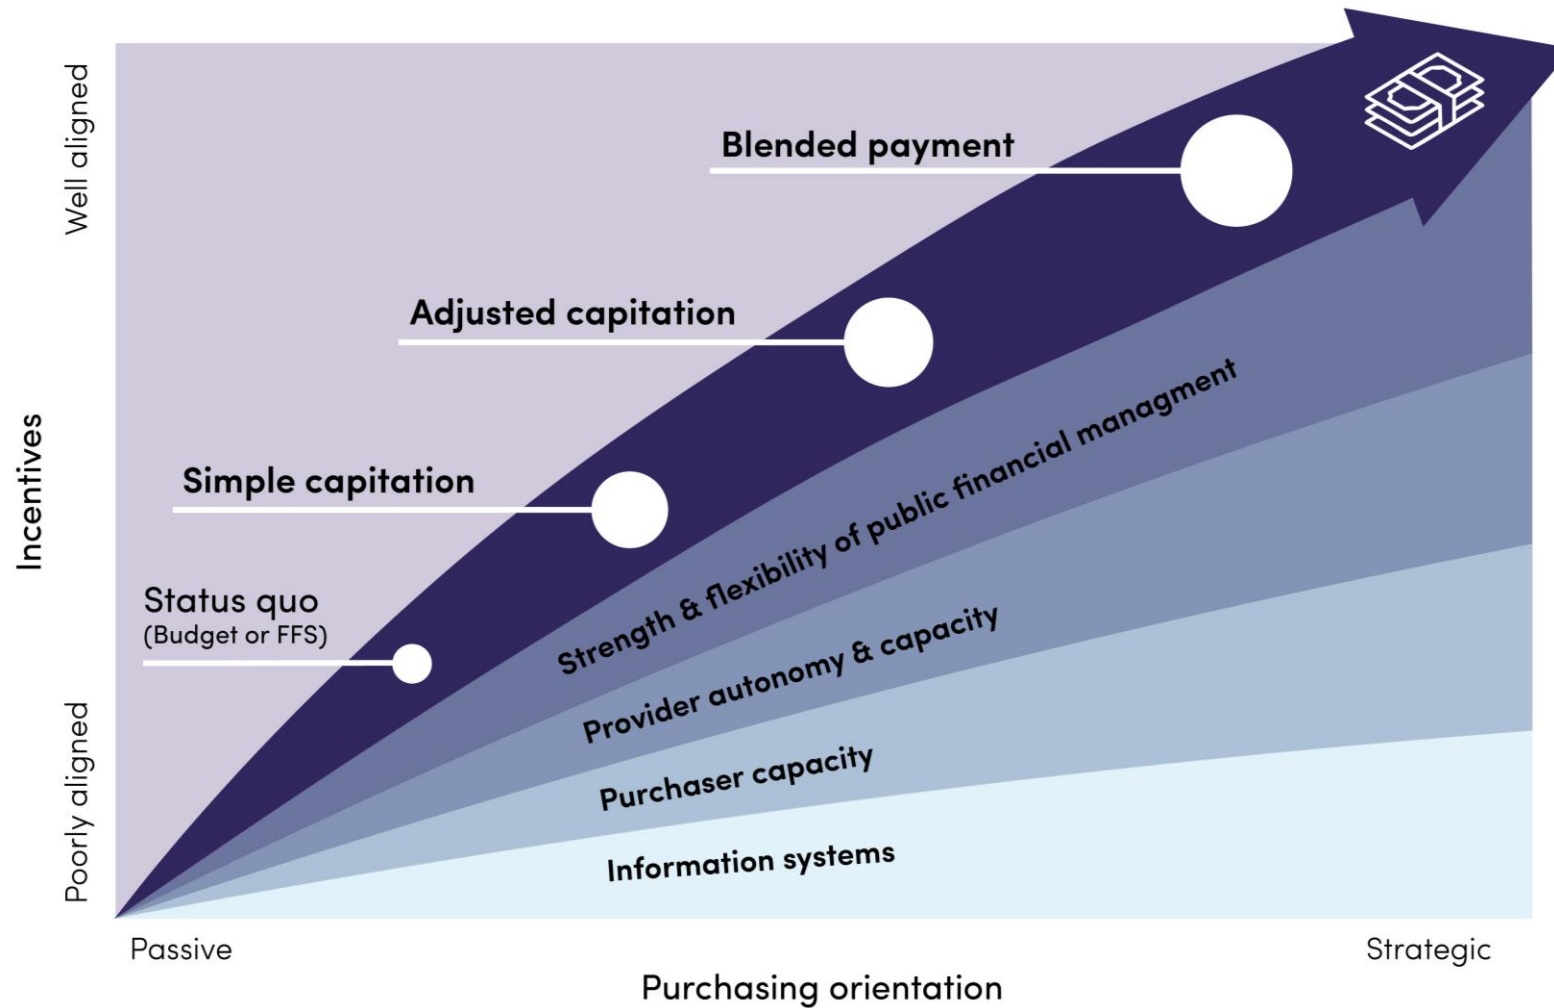 Well aligned
Blended payment
Adjusted capitation
Incentives
Simple capitation
Status quo
(Budget or FFS)
Strength & flexibility of public financial managment
Provider autonomy & capacity
Purchaser capacity
Information systems
Poorly aligned
Passive
Strategic
Purchasing orientation